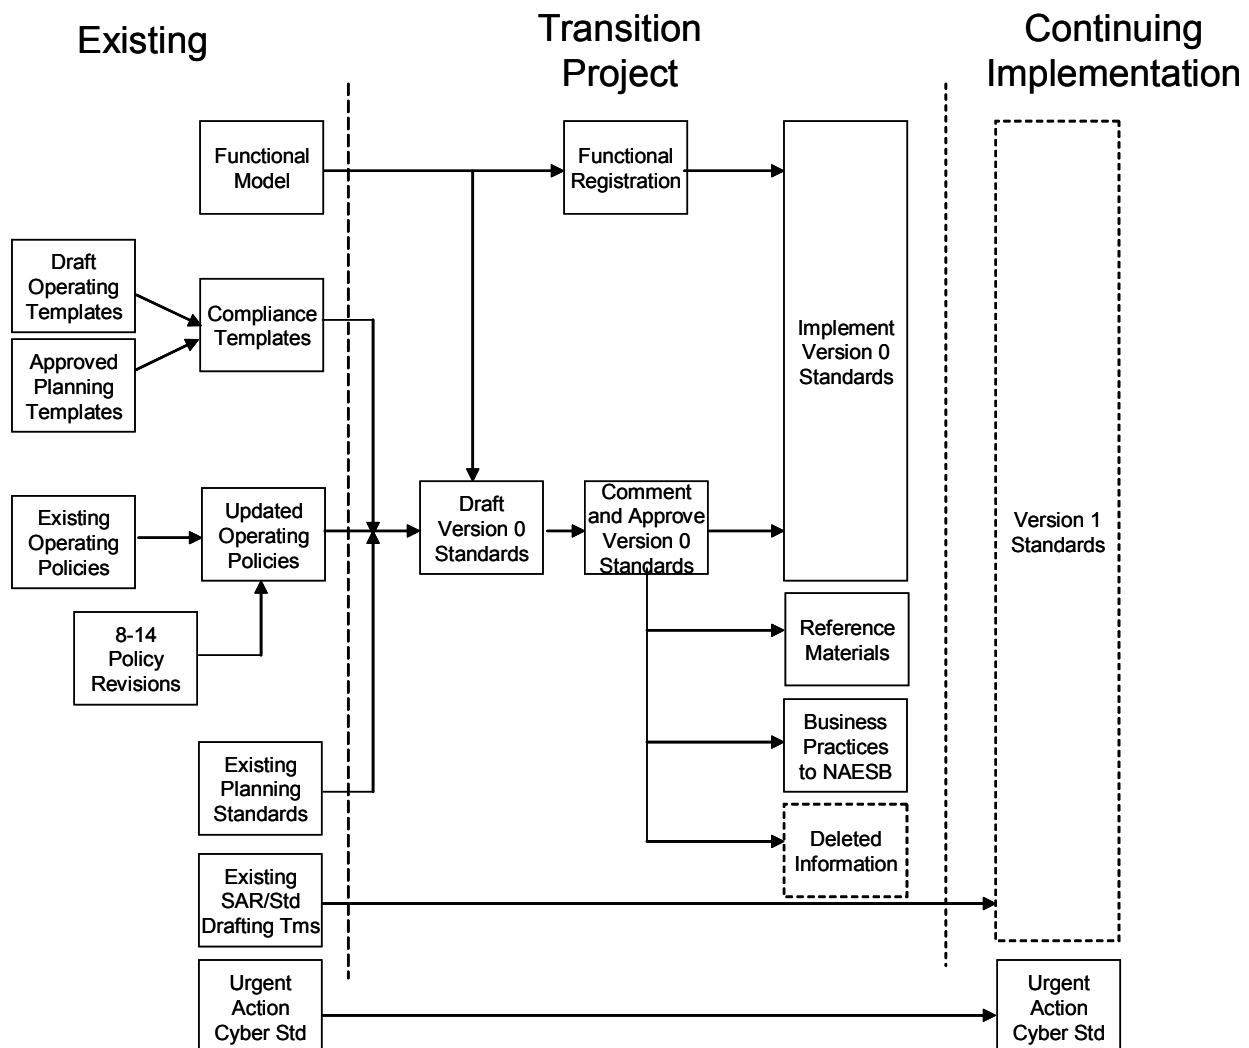 Existing
Transition
Project
Continuing
Implementation
Functional
Model
Functional
Registration
Draft
Operating
Templates
Approved
Planning
Templates
Compliance
Templates
Implement
Version 0
Standards
Existing
Operating
Policies
Updated
Operating
Policies
Draft
Version 0
Standards
Comment
and Approve
Version 0
Standards
Version 1
Standards
8-14
Policy
Revisions
Reference
Materials
Business
Practices
to NAESB
Existing
Planning
Standards
Deleted
Information
Existing
SAR/Std
Drafting Tms
Urgent
Action
Cyber Std
Urgent
Action
Cyber Std